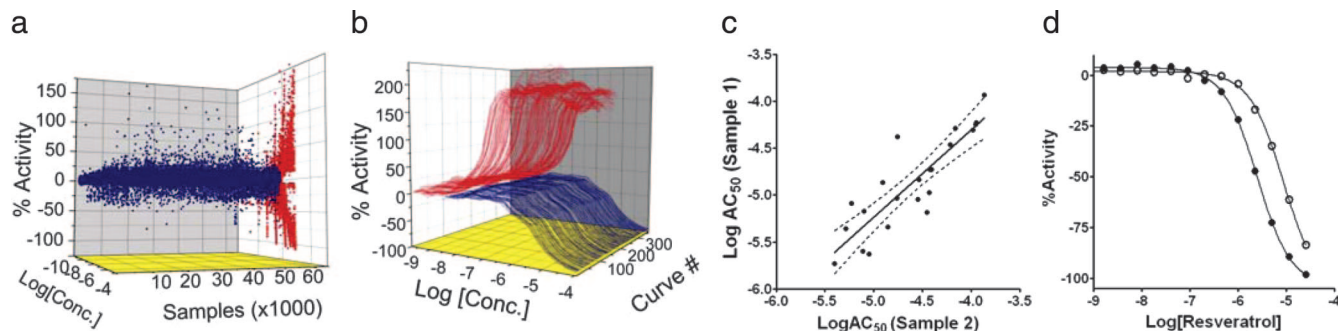 a
150
100
50
0
-50
-100
% Activity
-10
-8
-6
-4
Log[Conc.]
10 20 30 40 50 60
Samples (x1000)
b
200
150
100
50
0
-50
-100
% Activity
-9 -8 -7 -6 -5 -4
Log [Conc.]
100
200
300
Curve #
c
-3.5
-4.0
-4.5
-5.0
-5.5
-6.0
Log AC50 (Sample 1)
-6.0 -5.5 -5.0 -4.5 -4.0 -3.5
LogAC50 (Sample 2)
d
0
-25
-50
-75
-100
%Activity
-9 -8 -7 -6 -5 -4
Log[Resveratrol]